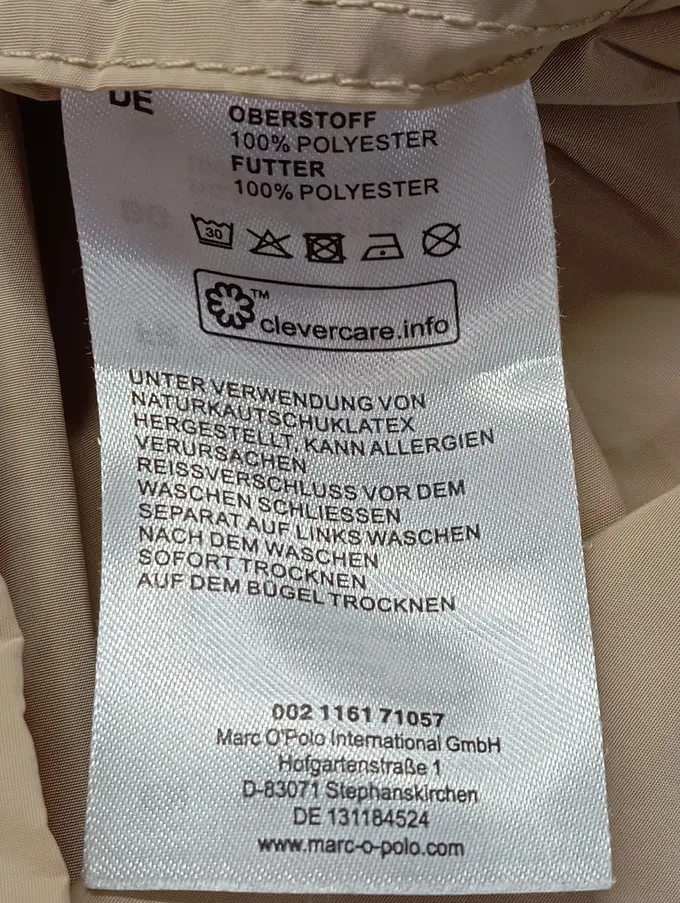 DE
OBERSTOFF
100% POLYESTER
FUTTER
100% POLYESTER
30
™
clevercare.info
UNTER VERWENDUNG VON
NATURKAUTSCHUKLATEX
HERGESTELLT, KANN ALLERGIEN
VERURSACHEN
REISSVERSCHLUSS VOR DEM
WASCHEN SCHLIESSEN
SEPARAT AUF LINKS WASCHEN
NACH DEM WASCHEN
SOFORT TROCKNEN
AUF DEM BÜGEL TROCKNEN
002 1161 71057
Marc O'Polo International GmbH
Hofgartenstraße 1
D-83071 Stephanskirchen
DE 131184524
www.marc-o-polo.com